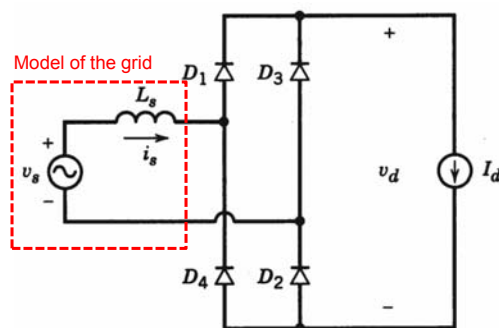 Model of the grid
D1
D3
+
Ls
+
is
vs
−
vd
Id
D4
D2
−